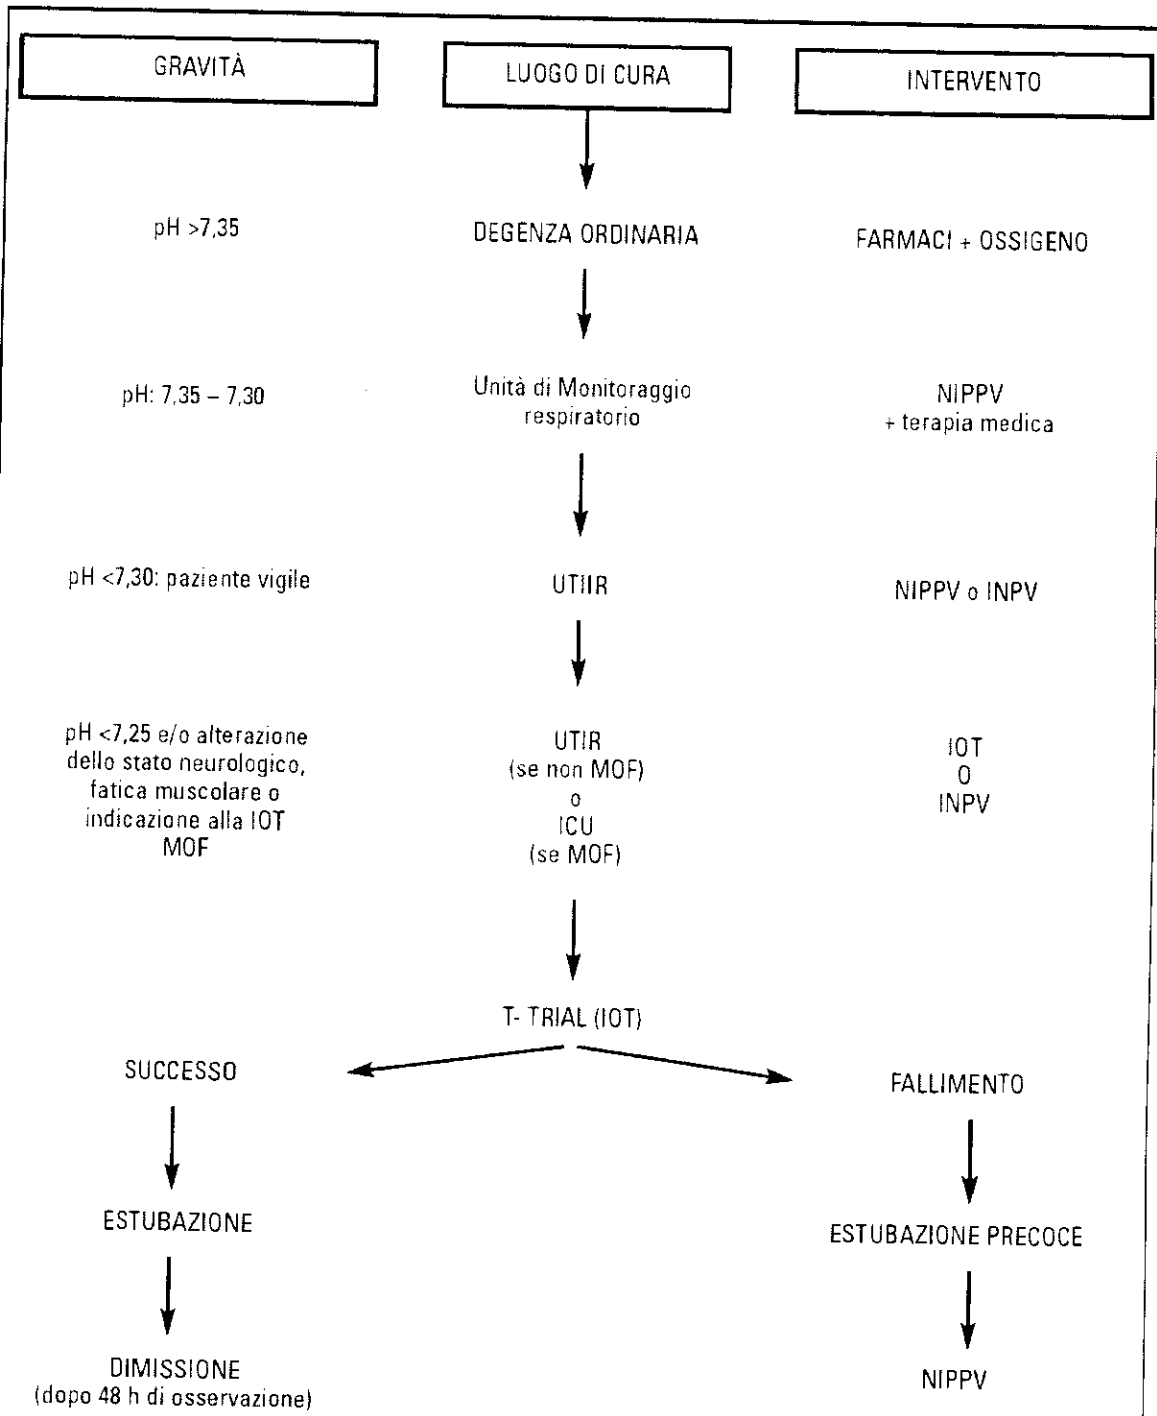 GRAVITÀ
LUOGO DI CURA
INTERVENTO
pH >7,35
DEGENZA ORDINARIA
FARMACI + OSSIGENO
pH: 7,35 – 7,30
Unità di Monitoraggio
respiratorio
NIPPV
+ terapia medica
pH <7,30: paziente vigile
UTIIR
NIPPV o INPV
pH <7,25 e/o alterazione
dello stato neurologico,
fatica muscolare o
indicazione alla IOT
MOF
UTIR
(se non MOF)
o
ICU
(se MOF)
IOT
O
INPV
T- TRIAL (IOT)
SUCCESSO
FALLIMENTO
ESTUBAZIONE
ESTUBAZIONE PRECOCE
DIMISSIONE
(dopo 48 h di osservazione)
NIPPV